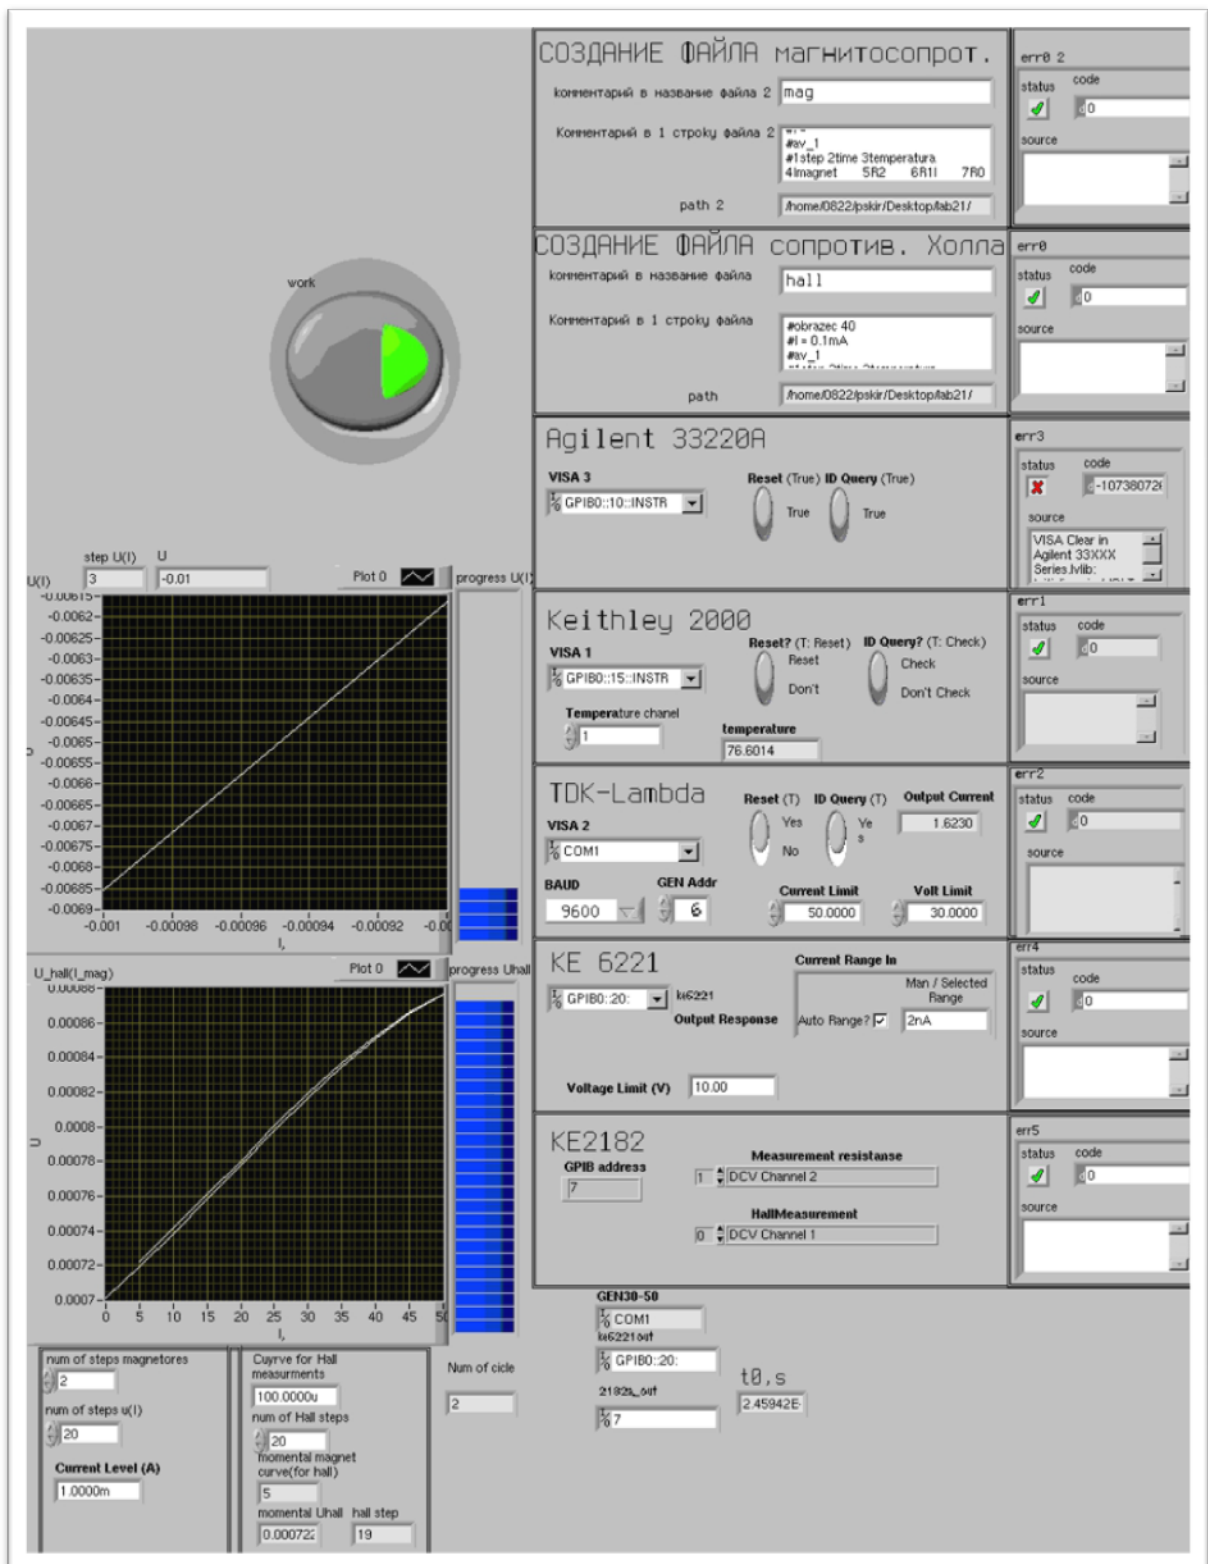 СОЗДАНИЕ ФАЙЛА магнитосопрот.
комментарий в название файла 2
mag
Комментарий в 1 строку файла 2
#av_1
#1step 2time 3temperatura
4Imagnet 5R2 6R1I 7R0
path 2
/home/0822/pskir/Desktop/lab21/
err0 2
status
code
0
source
СОЗДАНИЕ ФАЙЛА сопротив. Холла
комментарий в название файла
hall
Комментарий в 1 строку файла
#obrazec 40
#I = 0.1mA
#av_1
path
/home/0822/pskir/Desktop/lab21/
err0
status
code
0
source
work
Agilent 33220A
VISA 3
GPIB0::10::INSTR
Reset (True)
True
ID Query (True)
True
err3
status
code
-107380726
source
VISA Clear in
Agilent 33XXX
Series.lvlib:
step U(I)
3
U
-0.01
U(I)
Plot 0
progress U(I)
-0.00615
-0.0062
-0.00625
-0.0063
-0.00635
-0.0064
-0.00645
-0.0065
-0.00655
-0.0066
-0.00665
-0.0067
-0.00675
-0.0068
-0.00685
-0.0069
U
-0.001 -0.00098 -0.00096 -0.00094 -0.00092 -0.00
I,
Keithley 2000
VISA 1
GPIB0::15::INSTR
Reset? (T: Reset)
Reset
Don't
ID Query? (T: Check)
Check
Don't Check
Temperature chanel
1
temperature
76.6014
err1
status
code
0
source
TDK-Lambda
VISA 2
COM1
Reset (T)
Yes
No
ID Query (T)
Ye
s
Output Current
1.6230
BAUD
9600
GEN Addr
6
Current Limit
50.0000
Volt Limit
30.0000
err2
status
code
0
source
KE 6221
GPIB0::20:
ke6221
Output Response
Current Range In
Auto Range?
Man / Selected
Range
2nA
Voltage Limit (V)
10.00
err4
status
code
0
source
U_hall(I_mag)
Plot 0
progress Uhall
0.00088
0.00086
0.00084
0.00082
0.0008
0.00078
0.00076
0.00074
0.00072
0.0007
U
0 5 10 15 20 25 30 35 40 45 50
I,
KE2182
GPIB address
7
Measurement resistanse
1 DCV Channel 2
HallMeasurement
0 DCV Channel 1
err5
status
code
0
source
GEN30-50
COM1
ke6221out
GPIB0::20:
2182a_out
7
t0,s
2.45942E
num of steps magnetores
2
num of steps u(I)
20
Current Level (A)
1.0000m
Cuyrve for Hall
measurments
100.0000u
num of Hall steps
20
momental magnet
curve(for hall)
5
momental Uhall
0.000722
hall step
19
Num of cicle
2